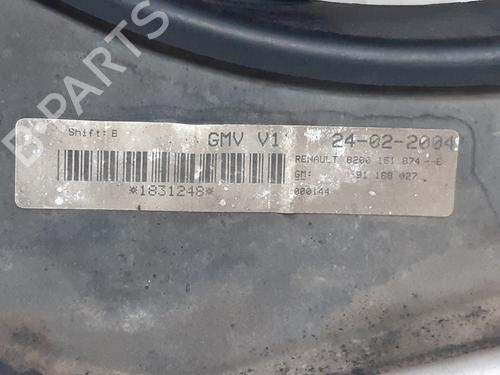 B-PARTS
Shift: B GMV V1 24-02-2004
RENAULT 8200 151 874 --E
GM: 91 168 027
*1831248* 000144